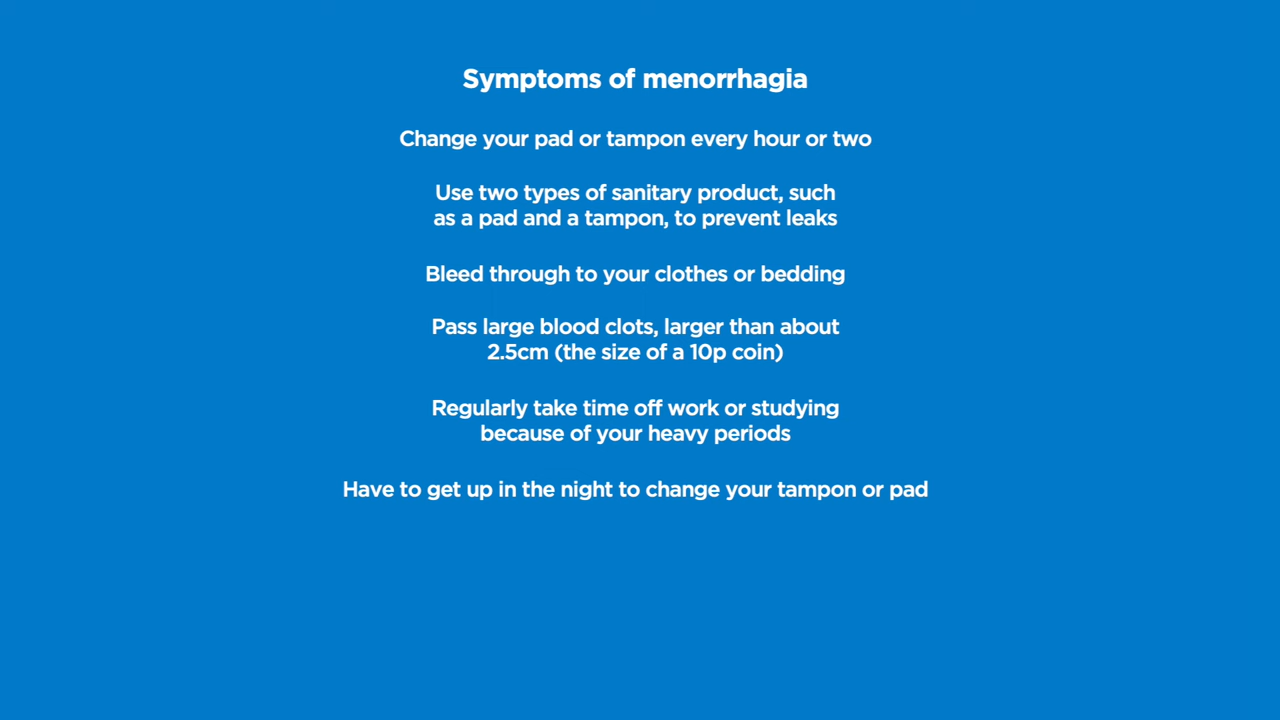 Symptoms of menorrhagia
Change your pad or tampon every hour or two
Use two types of sanitary product, such
as a pad and a tampon, to prevent leaks
Bleed through to your clothes or bedding
Pass large blood clots, larger than about
2.5cm (the size of a 10p coin)
Regularly take time off work or studying
because of your heavy periods
Have to get up in the night to change your tampon or pad